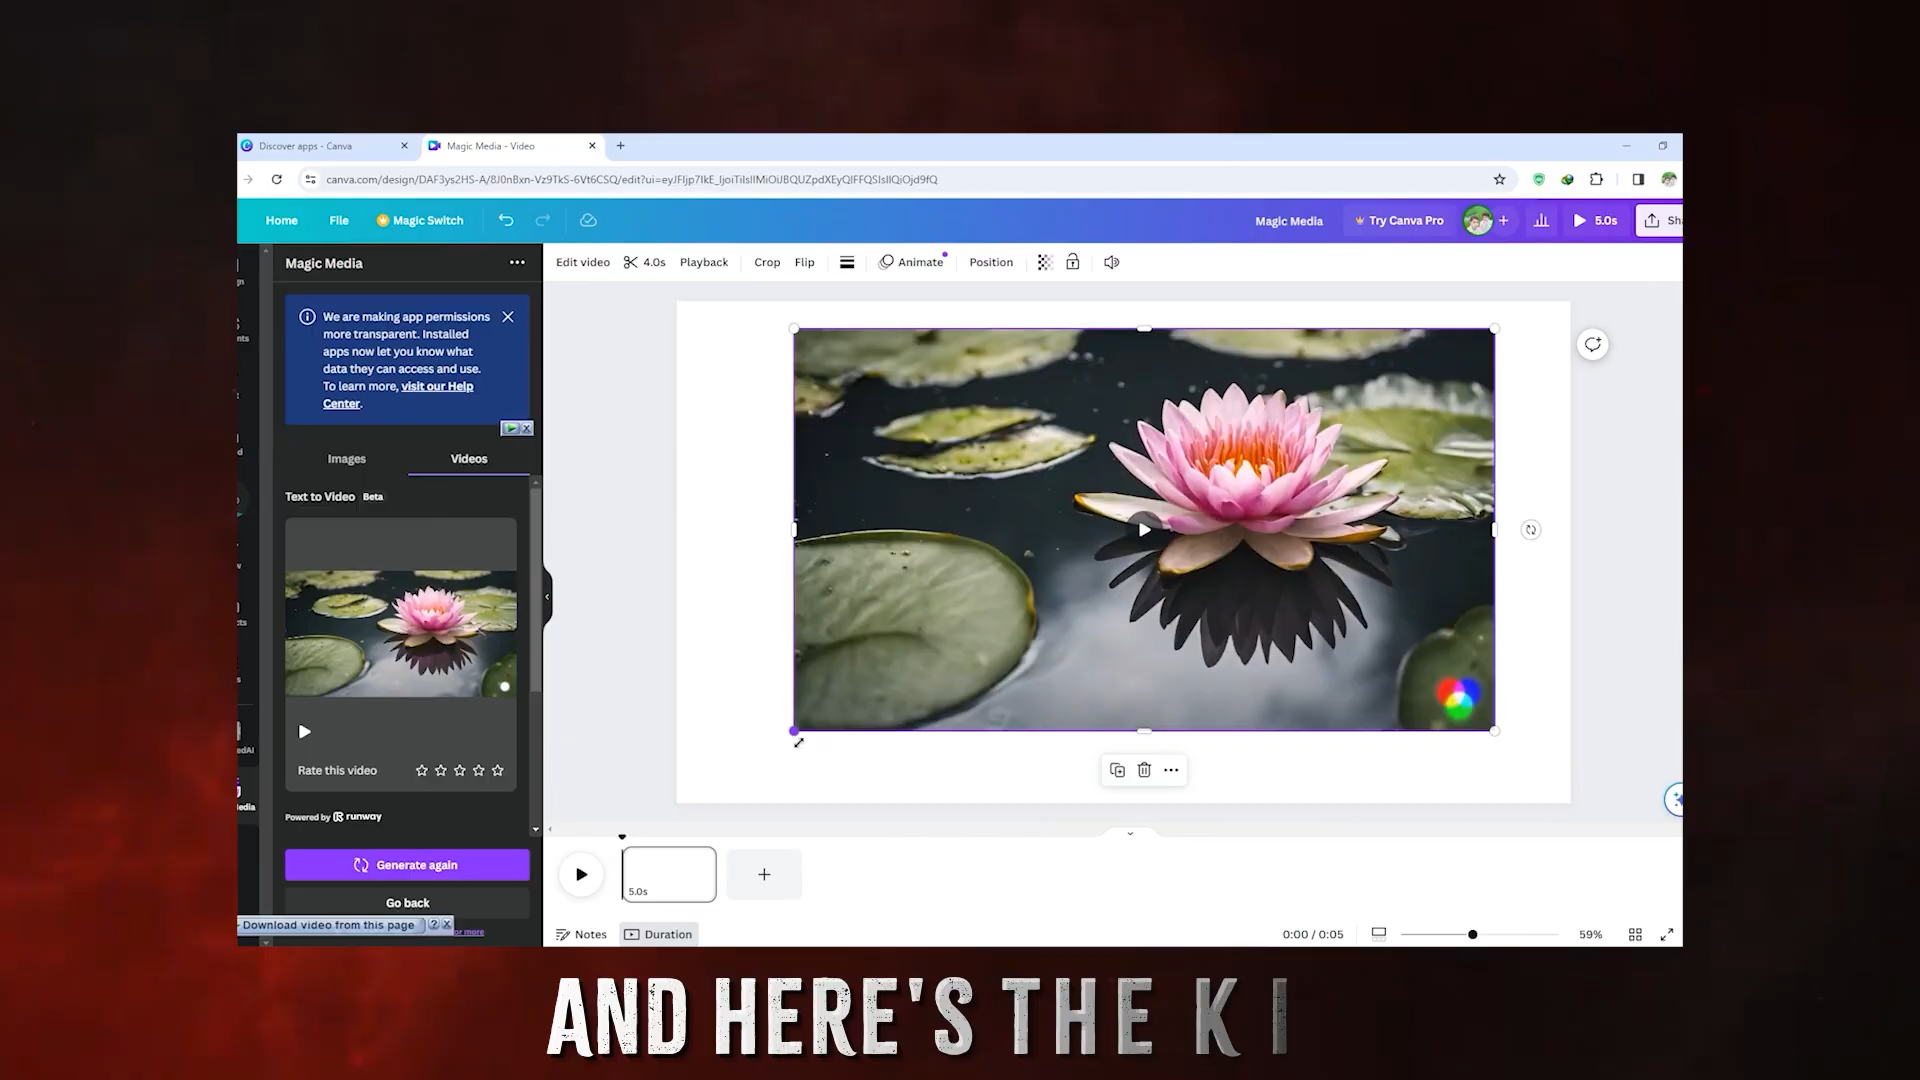 Discover apps - Canva
Magic Media - Video
canva.com/design/DAF3ys2HS-A/8J0nBxn-Vz9TkS-6Vt6CSQ/edit?ui=eyJFIjp7IkE_IjoiTiIsIlMiOiJBQUZpdXEyQlFFQSIsIlQiOjd9fQ
Home
File
Magic Switch
Magic Media
Try Canva Pro
5.0s
Sha
Magic Media
Edit video
4.0s
Playback
Crop
Flip
Animate
Position
We are making app permissions
more transparent. Installed
apps now let you know what
data they can access and use.
To learn more, visit our Help
Center.
Images
Videos
Text to Video Beta
Rate this video
Powered by runway
Generate again
Go back
Download video from this page
or more
5.0s
Notes
Duration
0:00 / 0:05
59%
AND HERE'S THE K I